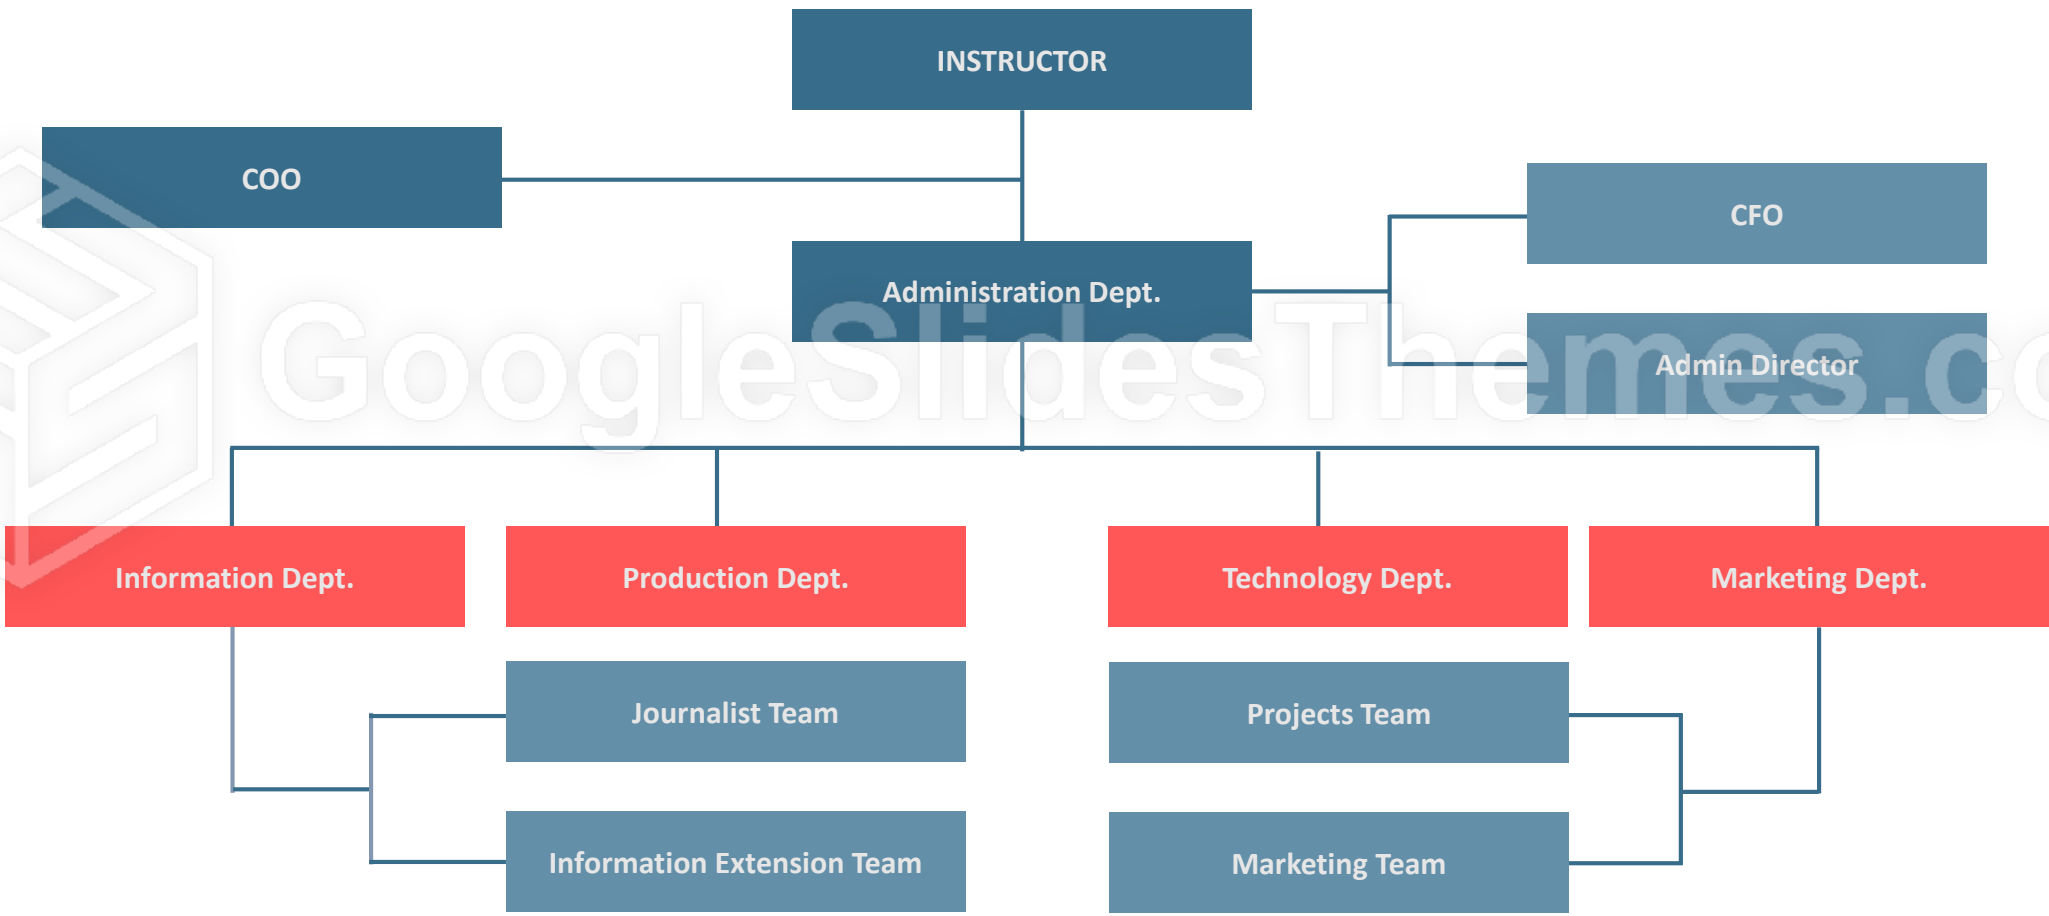 INSTRUCTOR
COO
CFO
Administration Dept.
Admin Director
GoogleSlidesThemes.co
Information Dept.
Production Dept.
Technology Dept.
Marketing Dept.
Journalist Team
Projects Team
Information Extension Team
Marketing Team